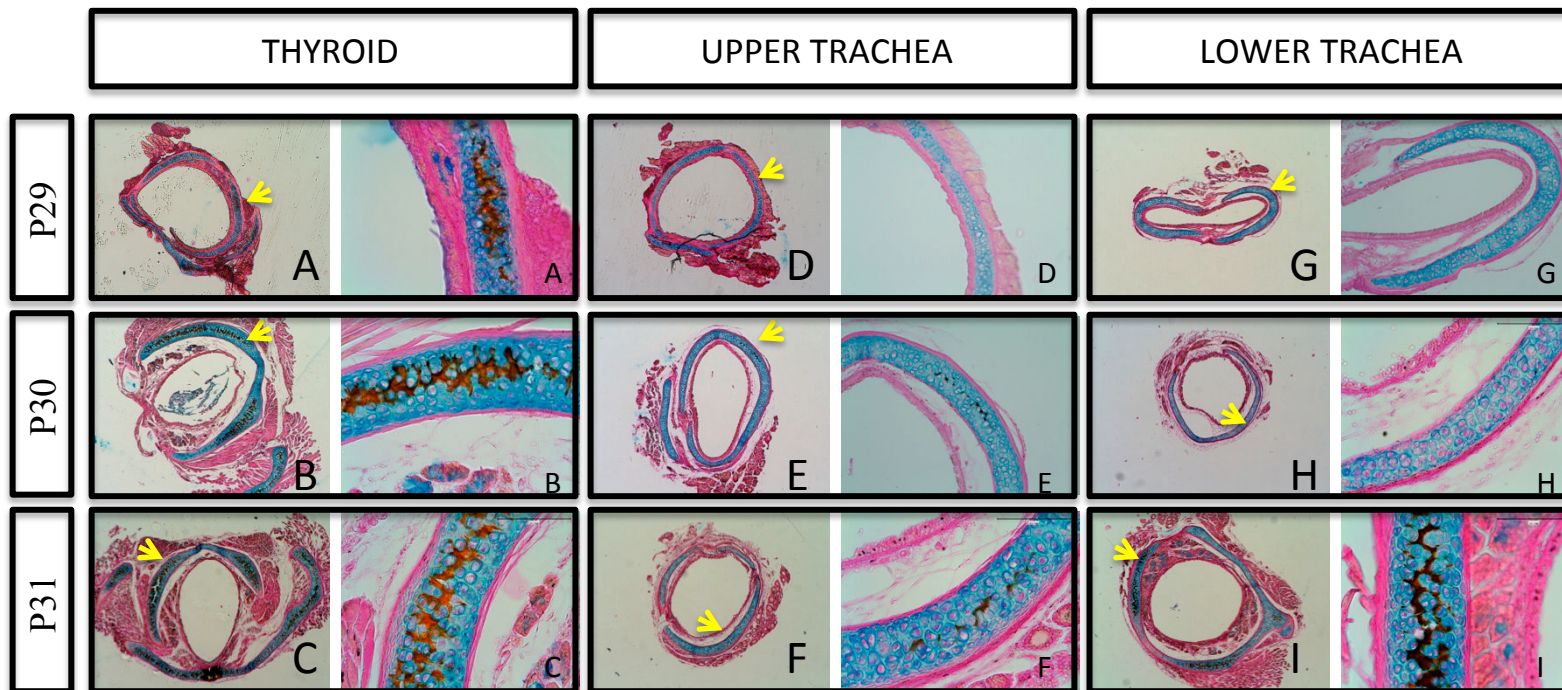 THYROID
UPPER TRACHEA
LOWER TRACHEA
P29
A
A
D
D
G
G
P30
B
B
E
E
H
H
P31
C
C
F
F
I
I